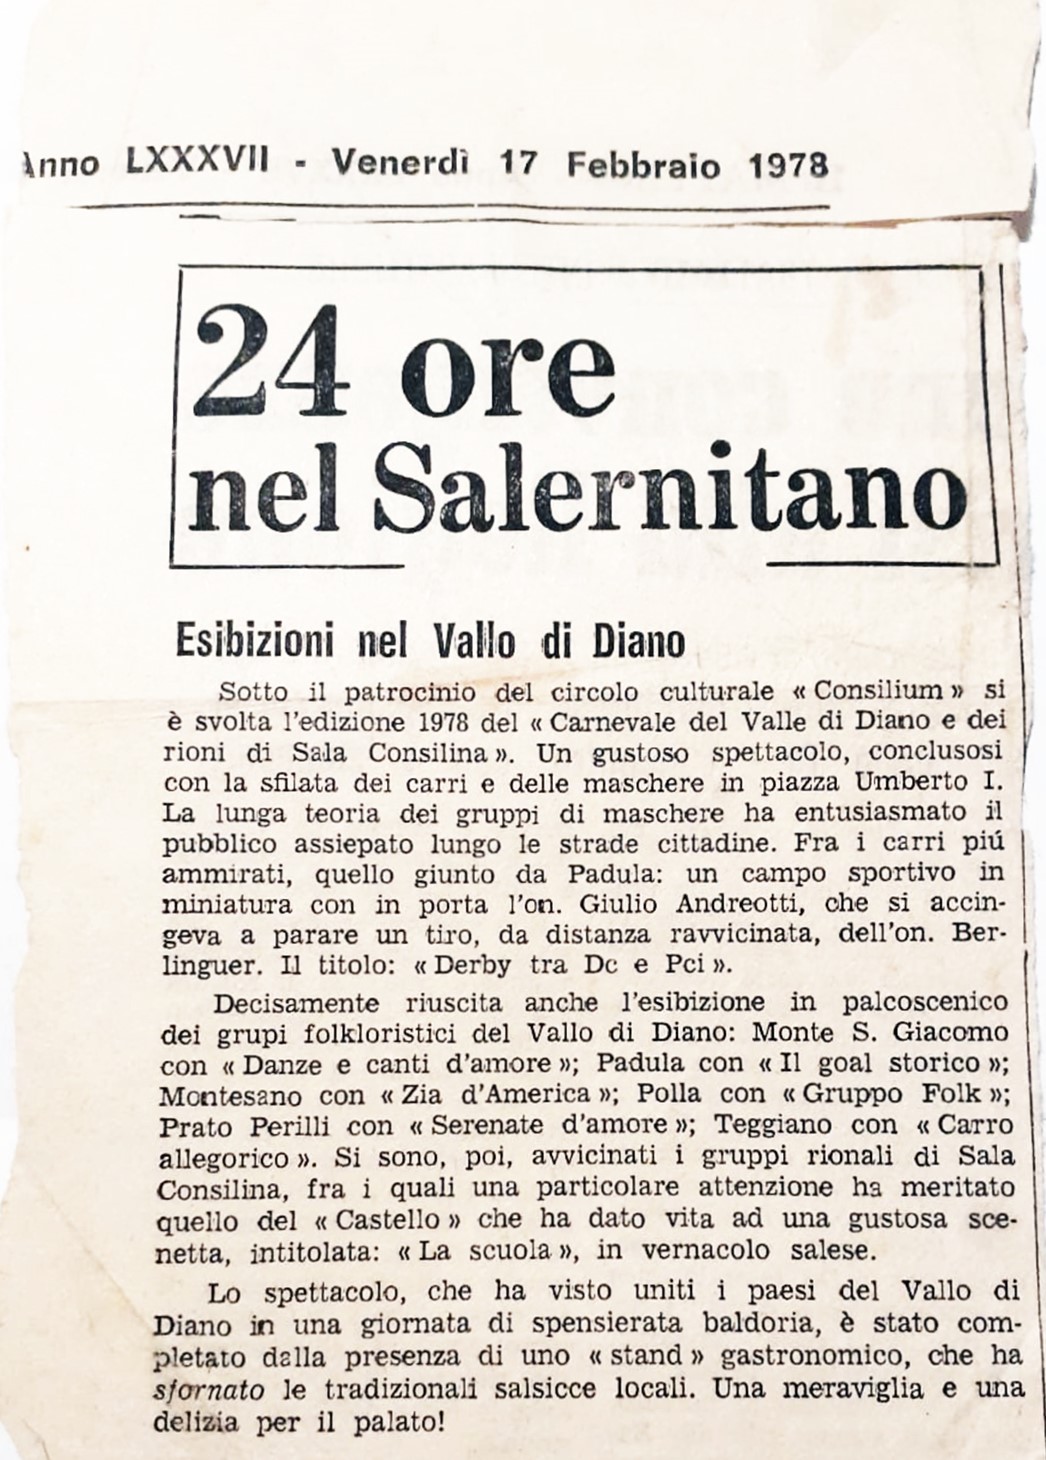 Anno LXXXVII - Venerdì 17 Febbraio 1978
24 ore
nel Salernitano
Esibizioni nel Vallo di Diano
Sotto il patrocinio del circolo culturale « Consilium » si
è svolta l'edizione 1978 del « Carnevale del Valle di Diano e dei
rioni di Sala Consilina ». Un gustoso spettacolo, conclusosi
con la sfilata dei carri e delle maschere in piazza Umberto I.
La lunga teoria dei gruppi di maschere ha entusiasmato il
pubblico assiepato lungo le strade cittadine. Fra i carri piú
ammirati, quello giunto da Padula: un campo sportivo in
miniatura con in porta l'on. Giulio Andreotti, che si accin-
geva a parare un tiro, da distanza ravvicinata, dell'on. Ber-
linguer. Il titolo: « Derby tra Dc e Pci ».
Decisamente riuscita anche l'esibizione in palcoscenico
dei grupi folkloristici del Vallo di Diano: Monte S. Giacomo
con « Danze e canti d'amore »; Padula con « Il goal storico »;
Montesano con « Zia d'America »; Polla con « Gruppo Folk »;
Prato Perilli con « Serenate d'amore »; Teggiano con « Carro
allegorico ». Si sono, poi, avvicinati i gruppi rionali di Sala
Consilina, fra i quali una particolare attenzione ha meritato
quello del « Castello » che ha dato vita ad una gustosa sce-
netta, intitolata: « La scuola », in vernacolo salese.
Lo spettacolo, che ha visto uniti i paesi del Vallo di
Diano in una giornata di spensierata baldoria, è stato com-
pletato dalla presenza di uno « stand » gastronomico, che ha
sfornato le tradizionali salsicce locali. Una meraviglia e una
delizia per il palato!